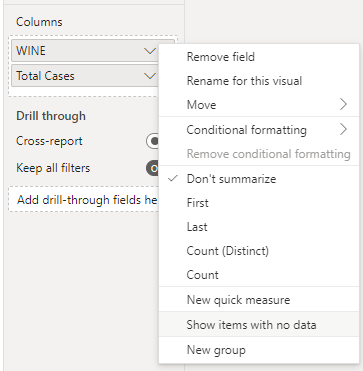 Columns
WINE
Total Cases
Drill through
Cross-report
Keep all filters
Add drill-through fields he
Remove field
Rename for this visual
Move
Conditional formatting
Remove conditional formatting
Don't summarize
First
Last
Count (Distinct)
Count
New quick measure
Show items with no data
New group